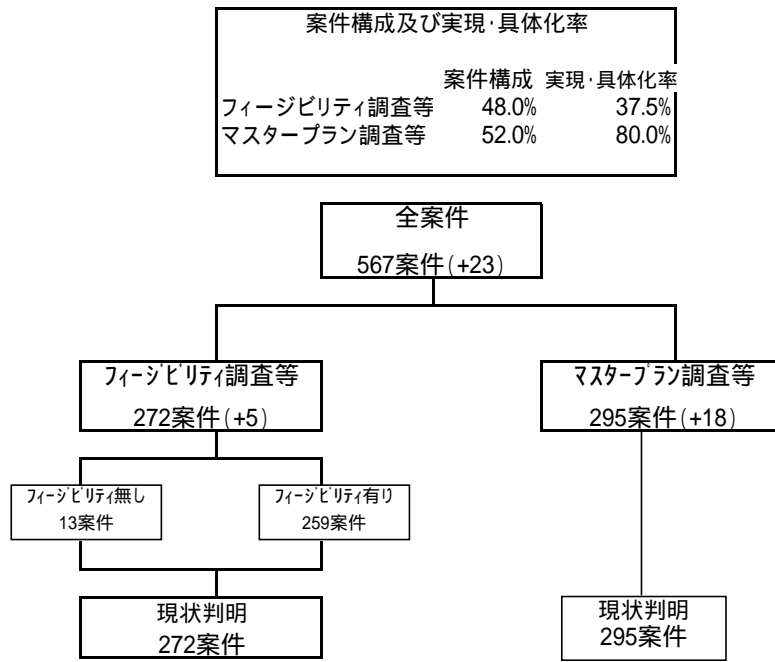 案件構成及び実現･具体化率
案件構成 実現･具体化率
フィージビリティ調査等 48.0% 37.5%
マスタープラン調査等 52.0% 80.0%
全案件
567案件(+23)
ﾌｨｰｼﾞﾋﾞﾘﾃｨ調査等
272案件(+5)
ﾏｽﾀｰﾌﾟﾗﾝ調査等
295案件(+18)
ﾌｨｰｼﾞﾋﾞﾘﾃｨ無し
13案件
ﾌｨｰｼﾞﾋﾞﾘﾃｨ有り
259案件
現状判明
272案件
現状判明
295案件